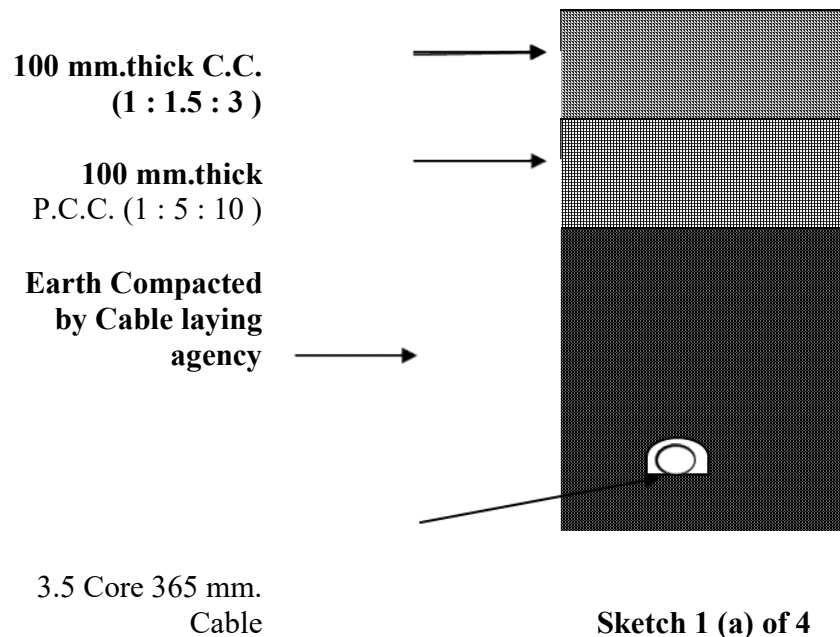 100 mm.thick C.C.
(1 : 1.5 : 3 )
100 mm.thick
P.C.C. (1 : 5 : 10 )
Earth Compacted
by Cable laying
agency
3.5 Core 365 mm.
Cable
Sketch 1 (a) of 4